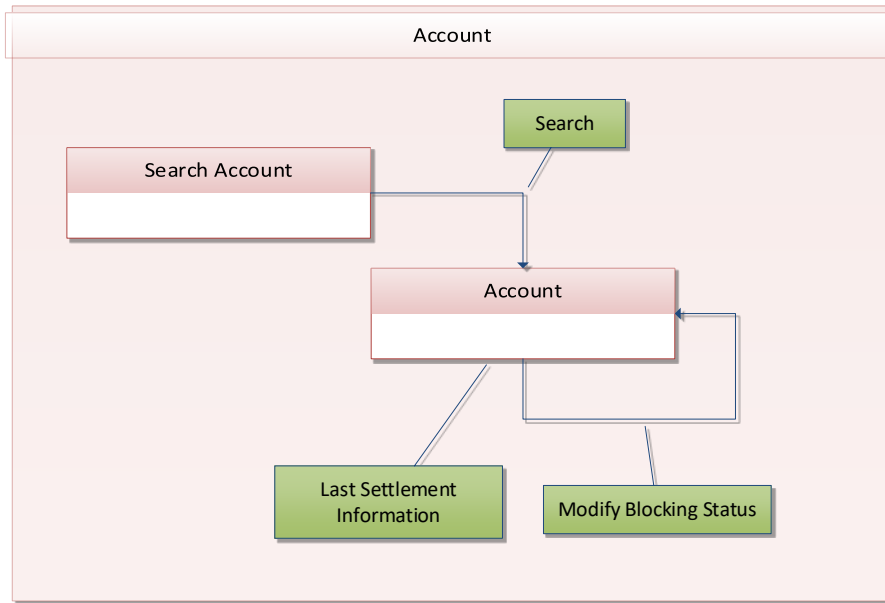 Account
Search
Search Account
Account
Last Settlement
Information
Modify Blocking Status